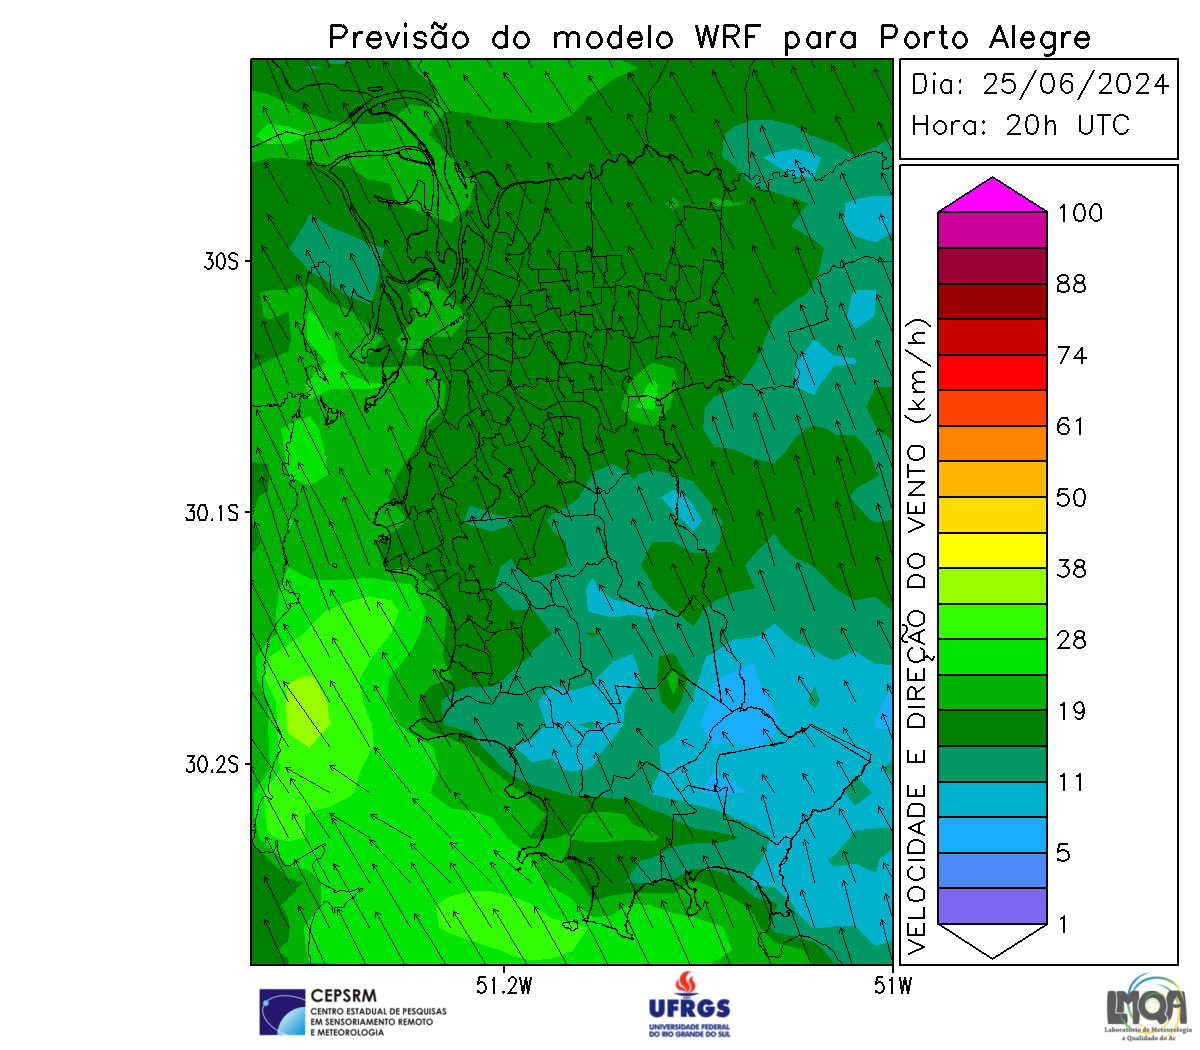 Previsão do modelo WRF para Porto Alegre
Dia: 25/06/2024
Hora: 20h UTC
30S
30.1S
30.2S
51.2W
51W
VELOCIDADE E DIREÇÃO DO VENTO (km/h)
100
88
74
61
50
38
28
19
11
5
1
CEPSRM
CENTRO ESTADUAL DE PESQUISAS
EM SENSORIAMENTO REMOTO
E METEOROLOGIA
UFRGS
UNIVERSIDADE FEDERAL
DO RIO GRANDE DO SUL
LMQA
Laboratório de Meteorologia
e Qualidade do Ar